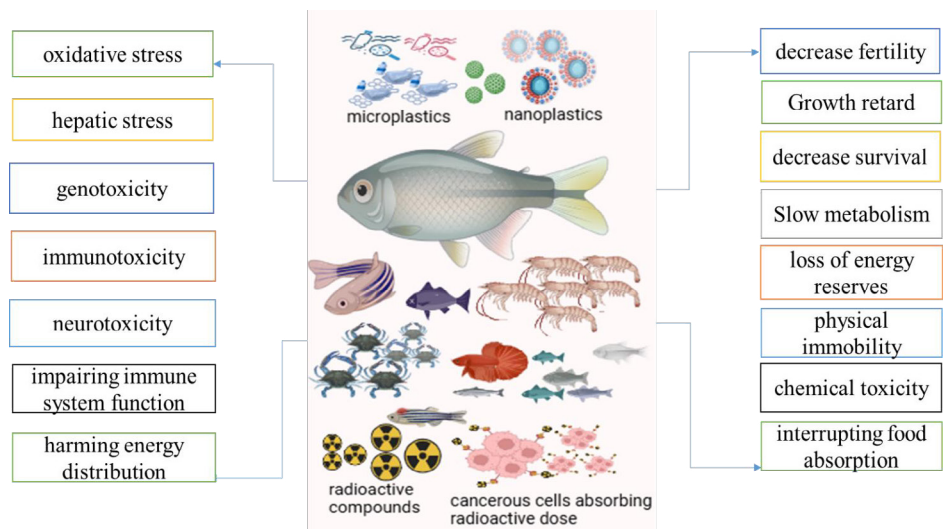 oxidative stress
hepatic stress
genotoxicity
immunotoxicity
neurotoxicity
impairing immune
system function
harming energy
distribution
microplastics
nanoplastics
radioactive
compounds
cancerous cells absorbing
radioactive dose
decrease fertility
Growth retard
decrease survival
Slow metabolism
loss of energy
reserves
physical
immobility
chemical toxicity
interrupting food
absorption